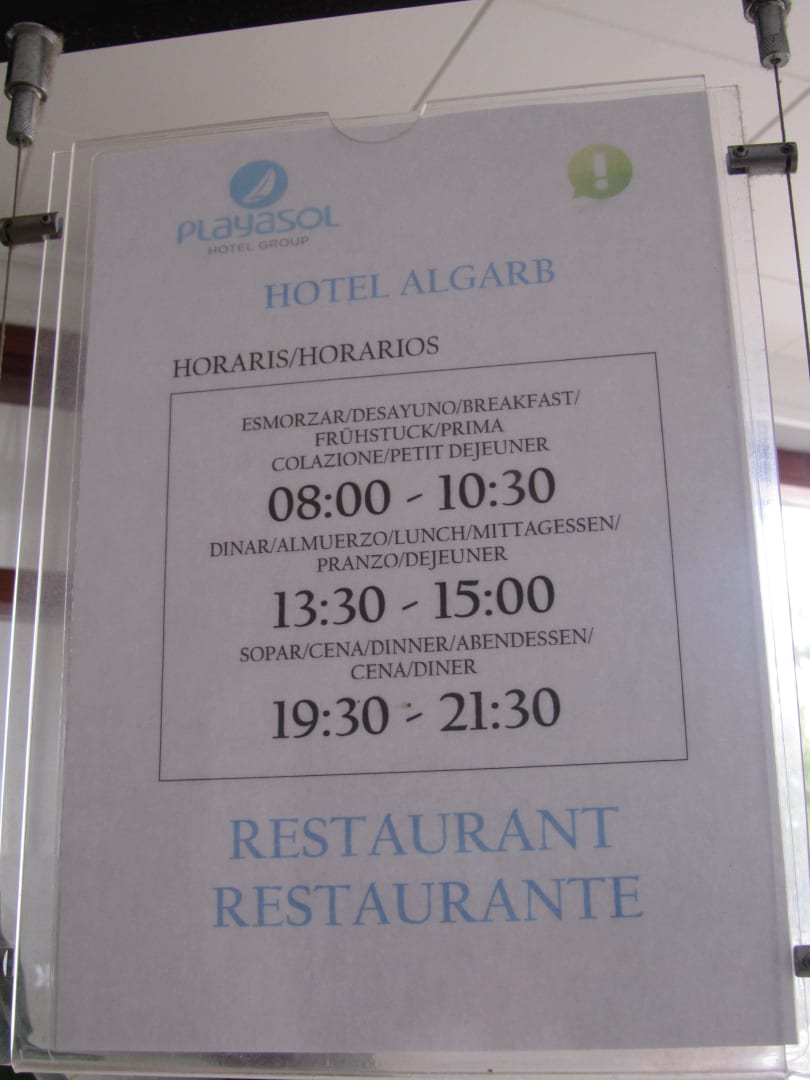 PLAYASOL
HOTEL GROUP
HOTEL ALGARB
HORARIS/HORARIOS
ESMORZAR/DESAYUNO/BREAKFAST/
FRÜHSTUCK/PRIMA
COLAZIONE/PETIT DEJEUNER
08:00 - 10:30
DINAR/ALMUERZO/LUNCH/MITTAGESSEN/
PRANZO/DEJEUNER
13:30 - 15:00
SOPAR/CENA/DINNER/ABENDESSEN/
CENA/DINER
19:30 - 21:30
RESTAURANT
RESTAURANTE